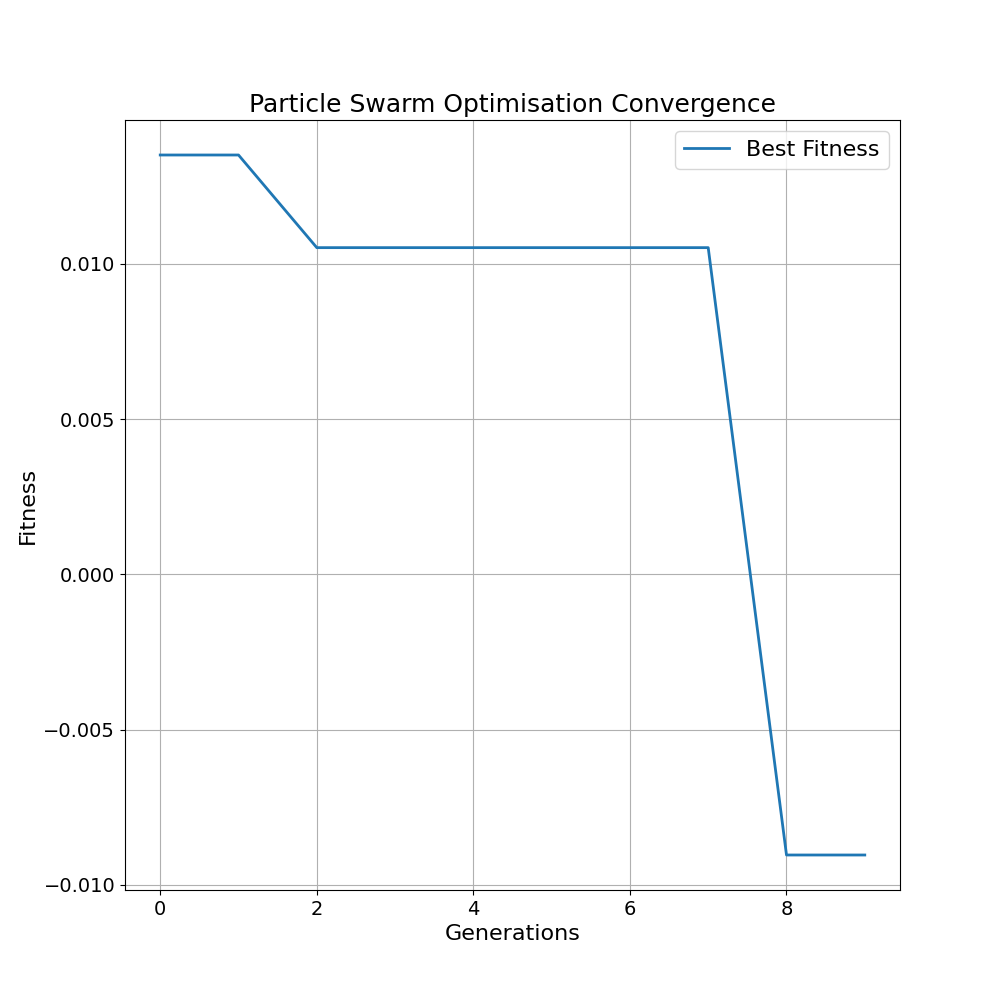 Particle Swarm Optimisation Convergence
Best Fitness
0.010
0.005
0.000
−0.005
−0.010
Fitness
0 2 4 6 8
Generations